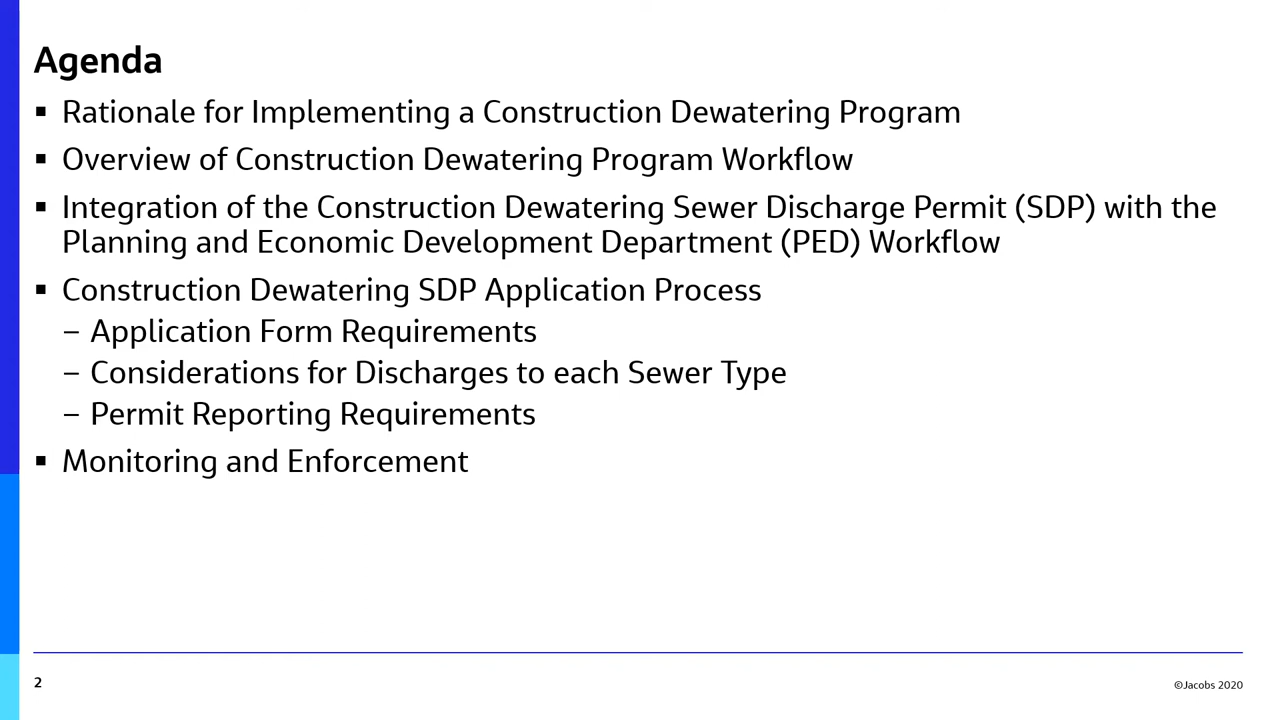 Agenda
▪ Rationale for Implementing a Construction Dewatering Program
▪ Overview of Construction Dewatering Program Workflow
▪ Integration of the Construction Dewatering Sewer Discharge Permit (SDP) with the
Planning and Economic Development Department (PED) Workflow
▪ Construction Dewatering SDP Application Process
– Application Form Requirements
– Considerations for Discharges to each Sewer Type
– Permit Reporting Requirements
▪ Monitoring and Enforcement
2
©Jacobs 2020